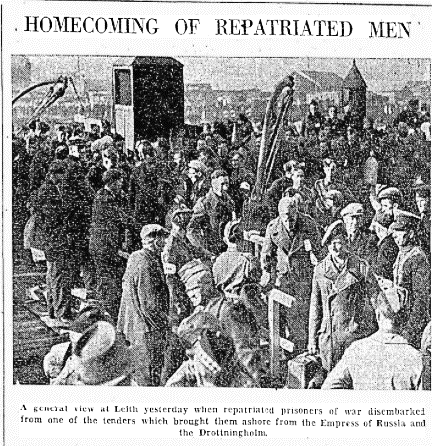 HOMECOMING OF REPATRIATED MEN
A general view at Leith yesterday when repatriated prisoners of war disembarked
from one of the tenders which brought them ashore from the Empress of Russia and
the Drottningholm.